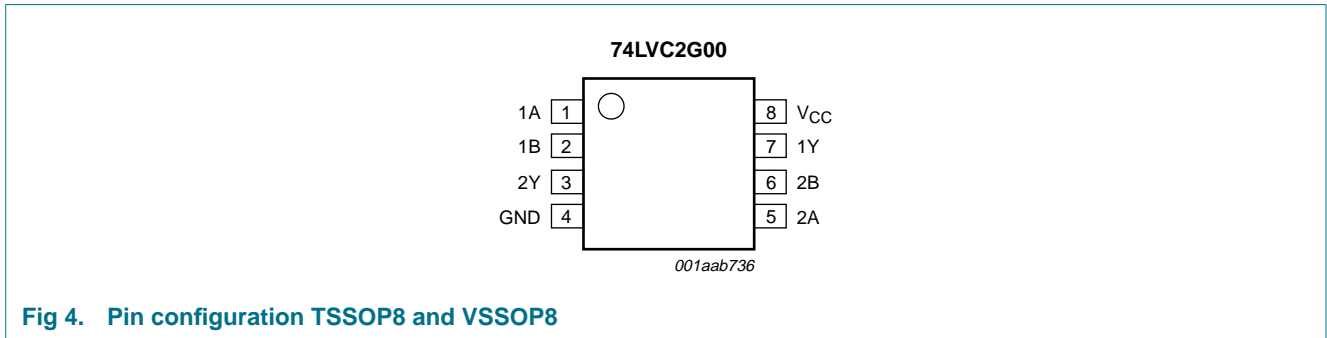 74LVC2G00
1A 1 8 VCC
1B 2 7 1Y
2Y 3 6 2B
GND 4 5 2A
001aab736
Fig 4. Pin configuration TSSOP8 and VSSOP8